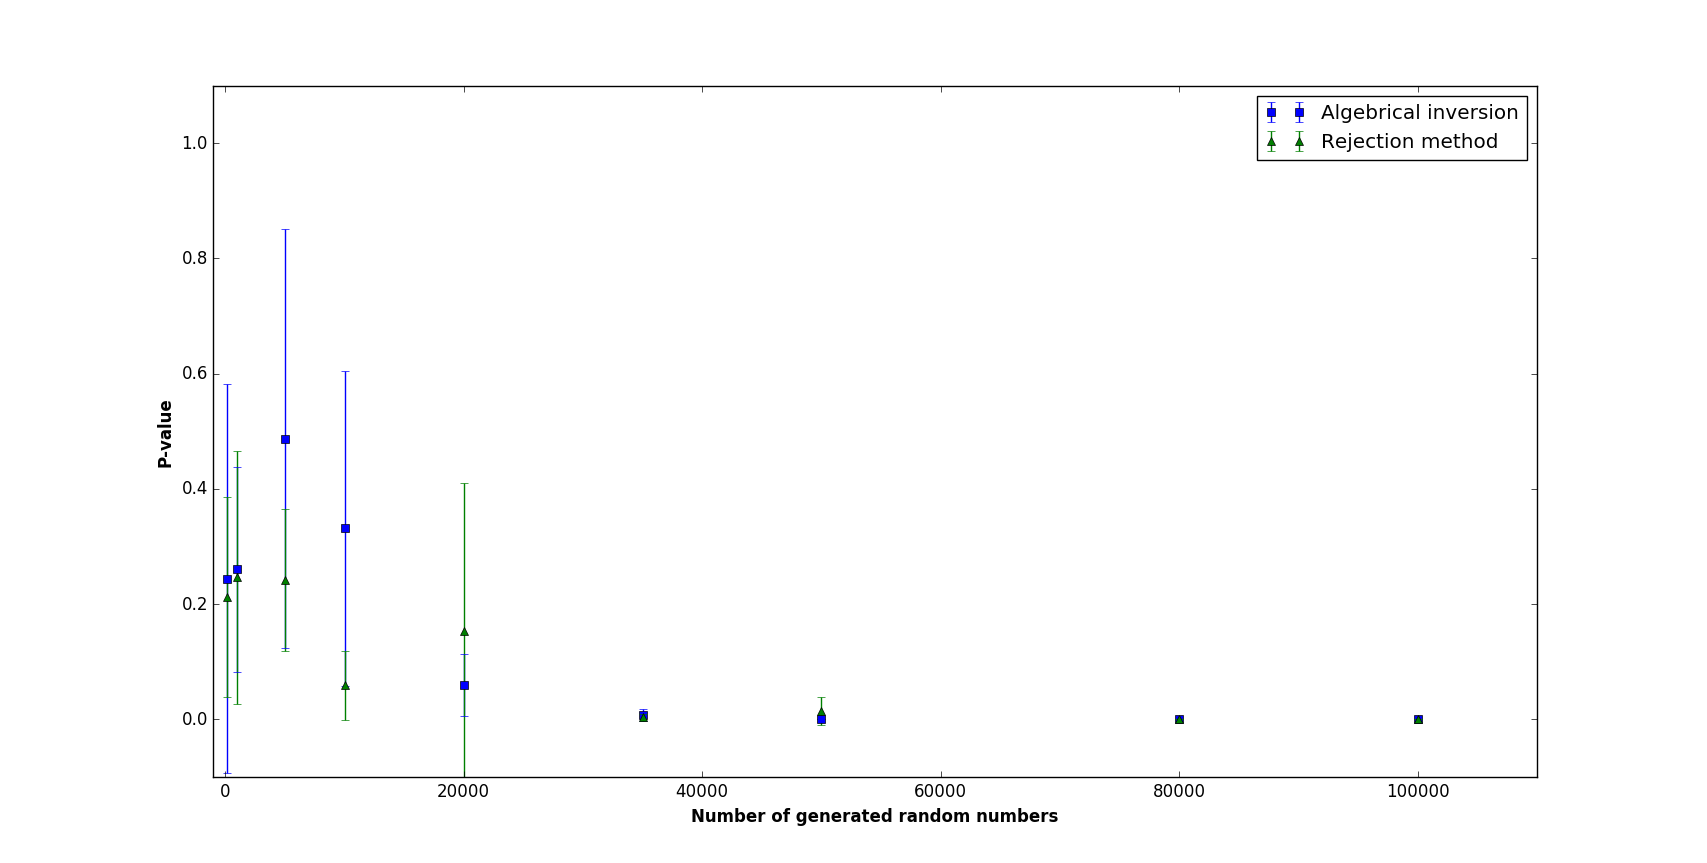 Algebrical inversion
Rejection method
1.0
0.8
0.6
0.4
0.2
0.0
P-value
0 20000 40000 60000 80000 100000
Number of generated random numbers